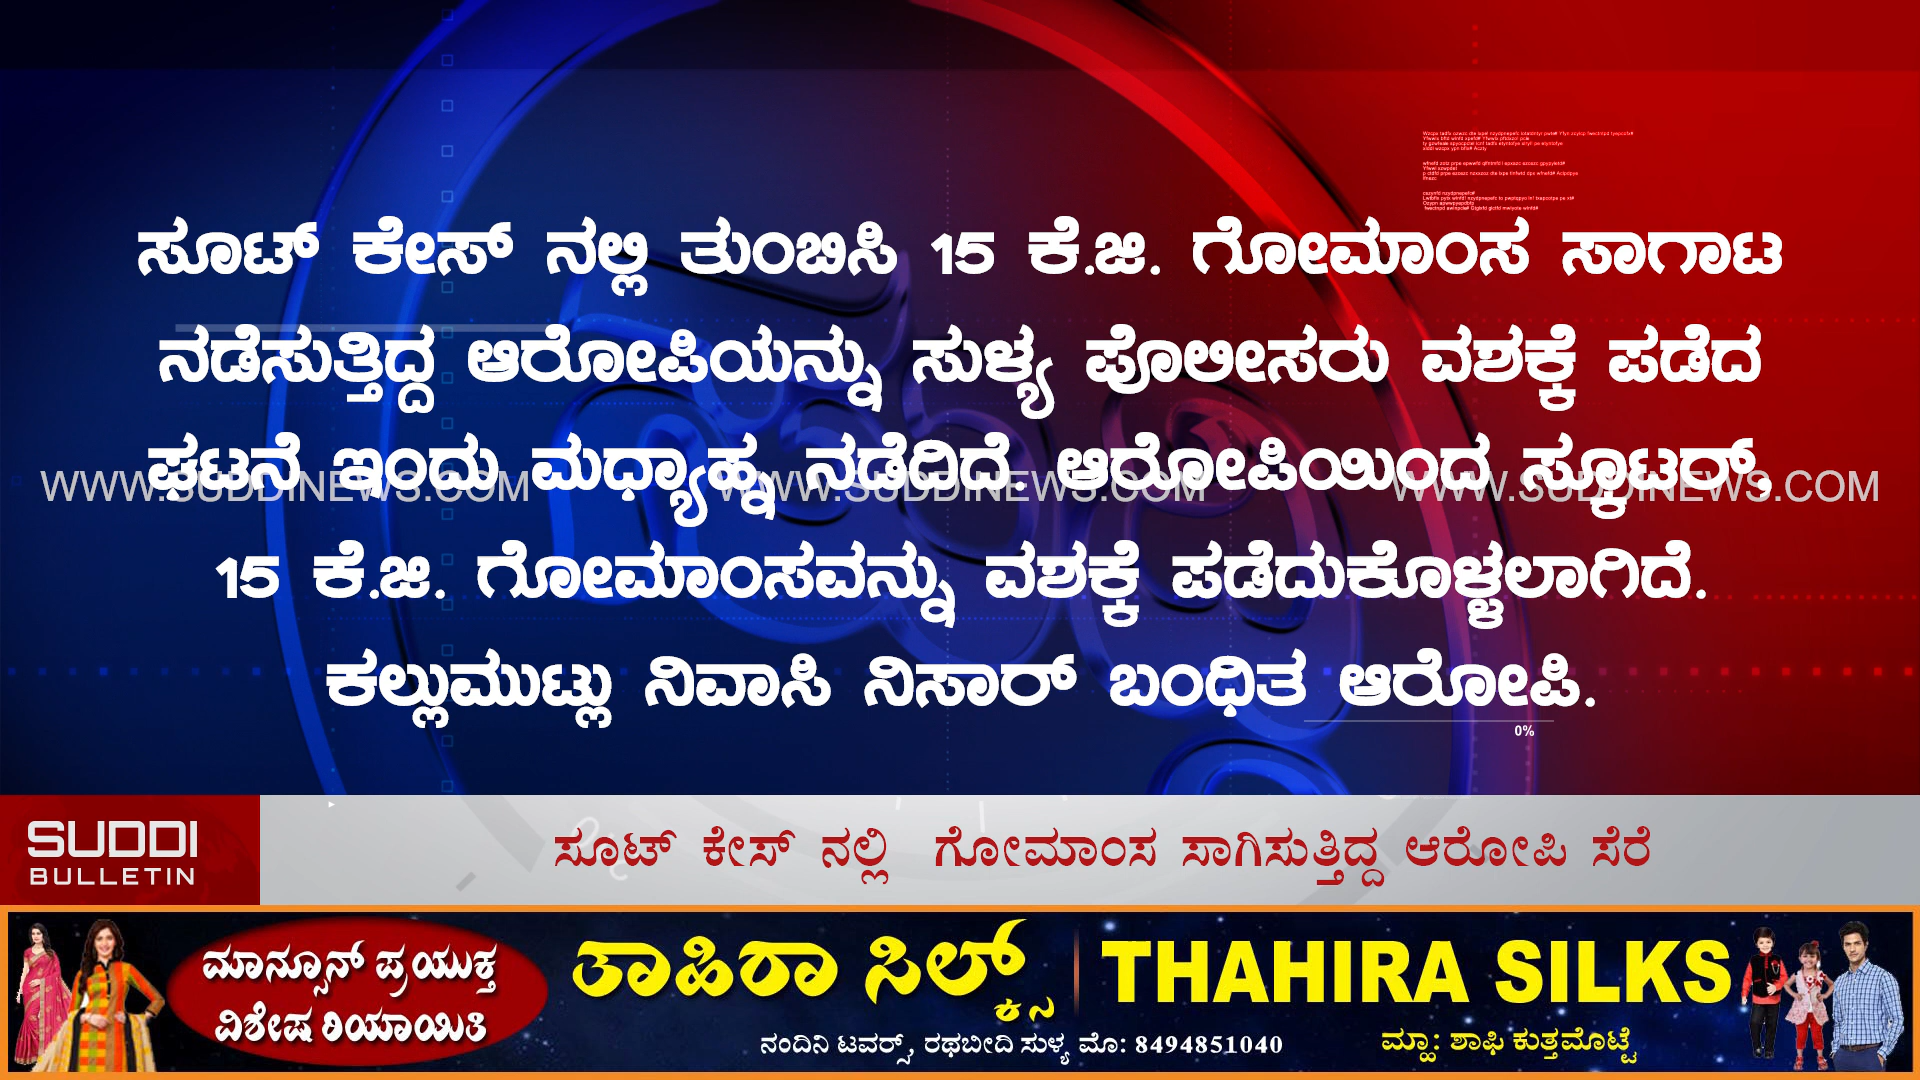 ಸೂಟ್ ಕೇಸ್ ನಲ್ಲಿ ತುಂಬಿಸಿ 15 ಕೆ.ಜಿ. ಗೋಮಾಂಸ ಸಾಗಾಟ
ನಡೆಸುತ್ತಿದ್ದ ಆರೋಪಿಯನ್ನು ಸುಳ್ಯ ಪೊಲೀಸರು ವಶಕ್ಕೆ ಪಡೆದ
ಘಟನೆ ಇಂದು ಮಧ್ಯಾಹ್ನ ನಡೆದಿದೆ. ಆರೋಪಿಯಿಂದ ಸ್ಕೂಟರ್,
WWW.SUDDINEWS.COM WWW.SUDDINEWS.COM WWW.SUDDINEWS.COM
15 ಕೆ.ಜಿ. ಗೋಮಾಂಸವನ್ನು ವಶಕ್ಕೆ ಪಡೆದುಕೊಳ್ಳಲಾಗಿದೆ.
ಕಲ್ಲುಮುಟ್ಲು ನಿವಾಸಿ ನಿಸಾರ್ ಬಂಧಿತ ಆರೋಪಿ.
0%
SUDDI
BULLETIN
ಸೂಟ್ ಕೇಸ್ ನಲ್ಲಿ ಗೋಮಾಂಸ ಸಾಗಿಸುತ್ತಿದ್ದ ಆರೋಪಿ ಸೆರೆ
ಮಾನ್ಸೂನ್ ಪ್ರಯುಕ್ತ
ವಿಶೇಷ ರಿಯಾಯಿತಿ
ತಾಹಿರಾ ಸಿಲ್ಕ್ಸ್
THAHIRA SILKS
ನಂದಿನಿ ಟವರ್ಸ್, ರಥಬೀದಿ ಸುಳ್ಯ ಮೊ: 8494851040
ಮ್ಹಾ: ಶಾಫಿ ಕುತ್ತಮೊಟ್ಟೆ